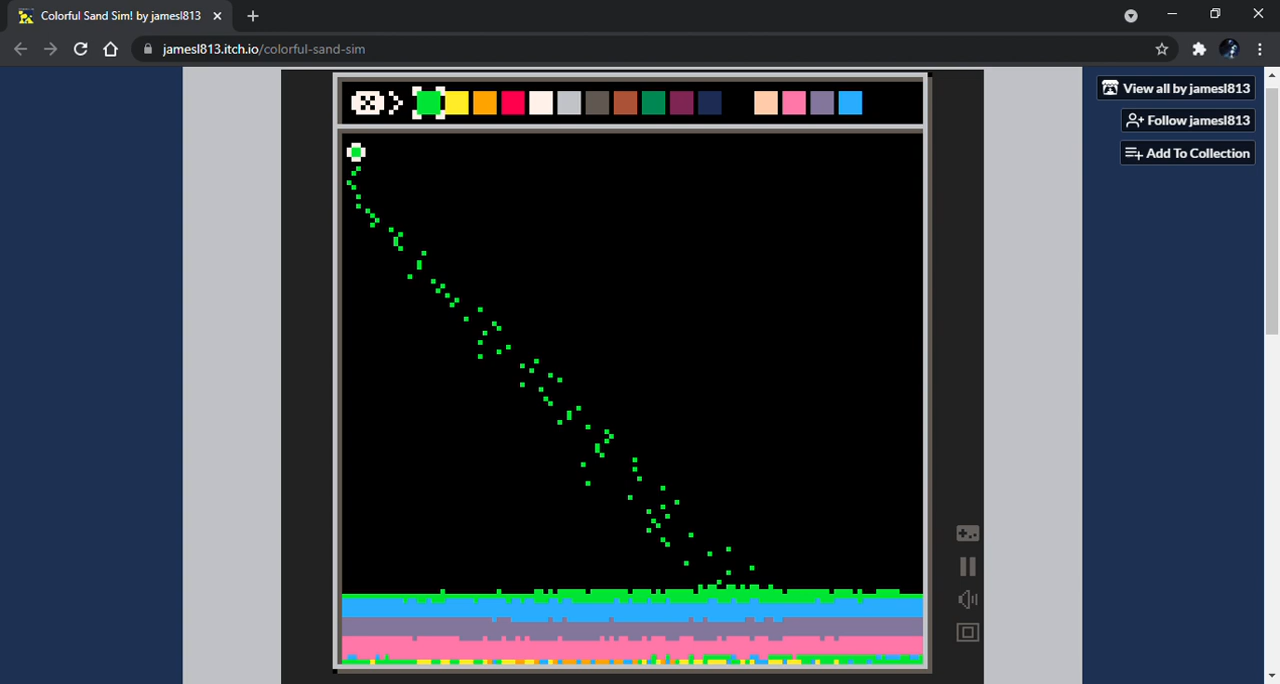 Colorful Sand Sim! by jamesl813
jamesl813.itch.io/colorful-sand-sim
View all by jamesl813
Follow jamesl813
Add To Collection